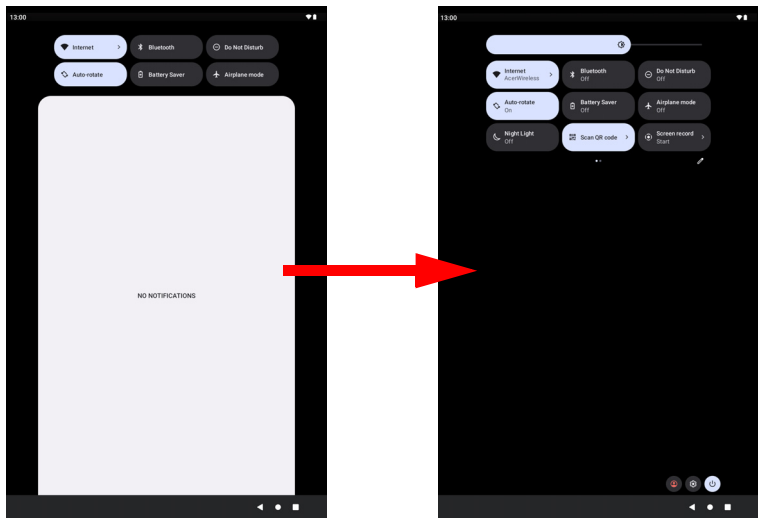 13:00
Internet
Bluetooth
Do Not Disturb
Auto-rotate
Battery Saver
Airplane mode
NO NOTIFICATIONS
13:00
Internet
AcerWireless
Bluetooth
Off
Do Not Disturb
Off
Auto-rotate
On
Battery Saver
Off
Airplane mode
Off
Night Light
Off
Scan QR code
Screen record
Start